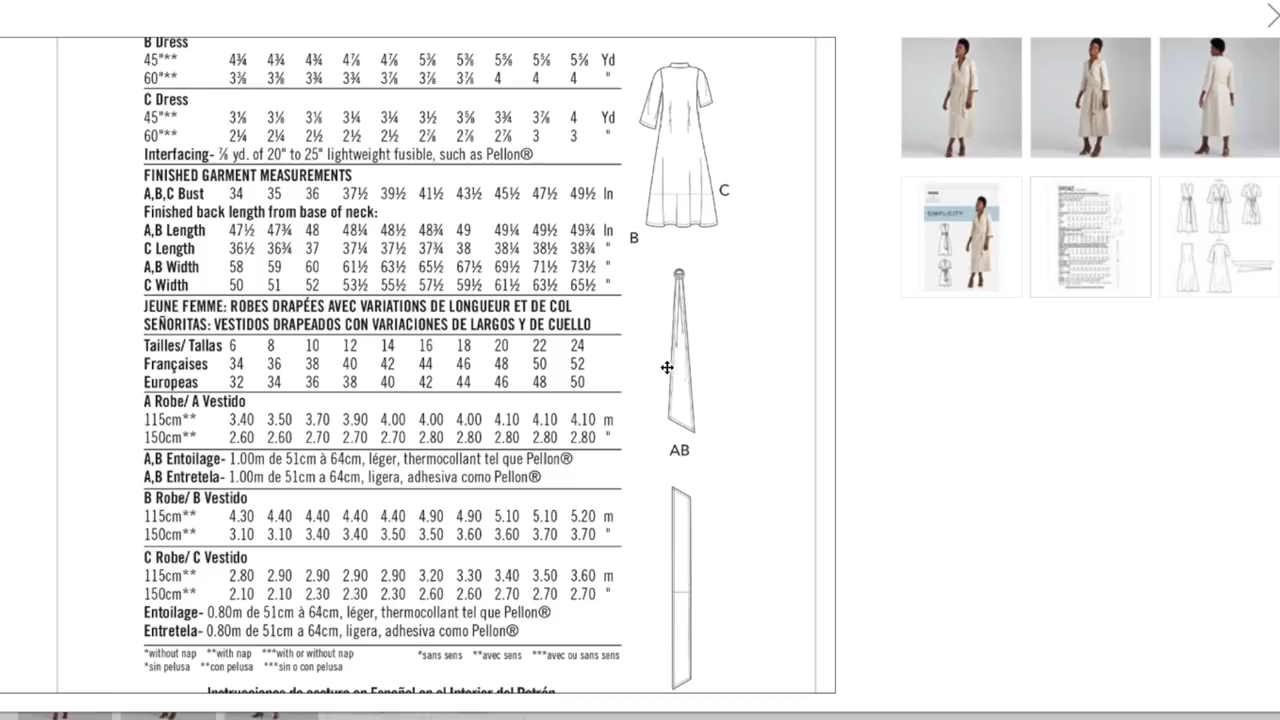 B Dress
45"** 4¾ 4¾ 4¾ 4⅞ 4⅞ 5⅜ 5⅜ 5⅝ 5⅝ 5⅝ Yd
60"** 3⅜ 3⅜ 3¾ 3¾ 3⅞ 3⅞ 3⅞ 4 4 4 "
C Dress
45"** 3⅛ 3⅛ 3⅛ 3¼ 3¼ 3½ 3⅝ 3¾ 3⅞ 4 Yd
60"** 2¼ 2¼ 2½ 2½ 2½ 2⅞ 2⅞ 2⅞ 3 3 "
Interfacing- ⅞ yd. of 20" to 25" lightweight fusible, such as Pellon®
FINISHED GARMENT MEASUREMENTS
A,B,C Bust 34 35 36 37½ 39½ 41½ 43½ 45½ 47½ 49½ In
Finished back length from base of neck:
A,B Length 47½ 47¾ 48 48¼ 48½ 48¾ 49 49¼ 49½ 49¾ In
C Length 36½ 36¾ 37 37¼ 37½ 37¾ 38 38¼ 38½ 38¾ "
A,B Width 58 59 60 61½ 63½ 65½ 67½ 69½ 71½ 73½ "
C Width 50 51 52 53½ 55½ 57½ 59½ 61½ 63½ 65½ "
JEUNE FEMME: ROBES DRAPÉES AVEC VARIATIONS DE LONGUEUR ET DE COL
SEÑORITAS: VESTIDOS DRAPEADOS CON VARIACIONES DE LARGOS Y DE CUELLO
Tailles/ Tallas 6 8 10 12 14 16 18 20 22 24
Françaises 34 36 38 40 42 44 46 48 50 52
Europeas 32 34 36 38 40 42 44 46 48 50
A Robe/ A Vestido
115cm** 3.40 3.50 3.70 3.90 4.00 4.00 4.00 4.10 4.10 4.10 m
150cm** 2.60 2.60 2.70 2.70 2.70 2.80 2.80 2.80 2.80 2.80 "
A,B Entoilage- 1.00m de 51cm à 64cm, léger, thermocollant tel que Pellon®
A,B Entretela- 1.00m de 51cm a 64cm, ligera, adhesiva como Pellon®
B Robe/ B Vestido
115cm** 4.30 4.40 4.40 4.40 4.40 4.90 4.90 5.10 5.10 5.20 m
150cm** 3.10 3.10 3.40 3.40 3.50 3.50 3.60 3.60 3.70 3.70 "
C Robe/ C Vestido
115cm** 2.80 2.90 2.90 2.90 2.90 3.20 3.30 3.40 3.50 3.60 m
150cm** 2.10 2.10 2.30 2.30 2.30 2.60 2.60 2.70 2.70 2.70 "
Entoilage- 0.80m de 51cm à 64cm, léger, thermocollant tel que Pellon®
Entretela- 0.80m de 51cm a 64cm, ligera, adhesiva como Pellon®
*without nap **with nap ***with or without nap *sans sens **avec sens ***avec ou sans sens
*sin pelusa **con pelusa ***sin o con pelusa
Instrucciones de costura en Español en el Interior del Patrón
C
B
AB
SIMPLICITY